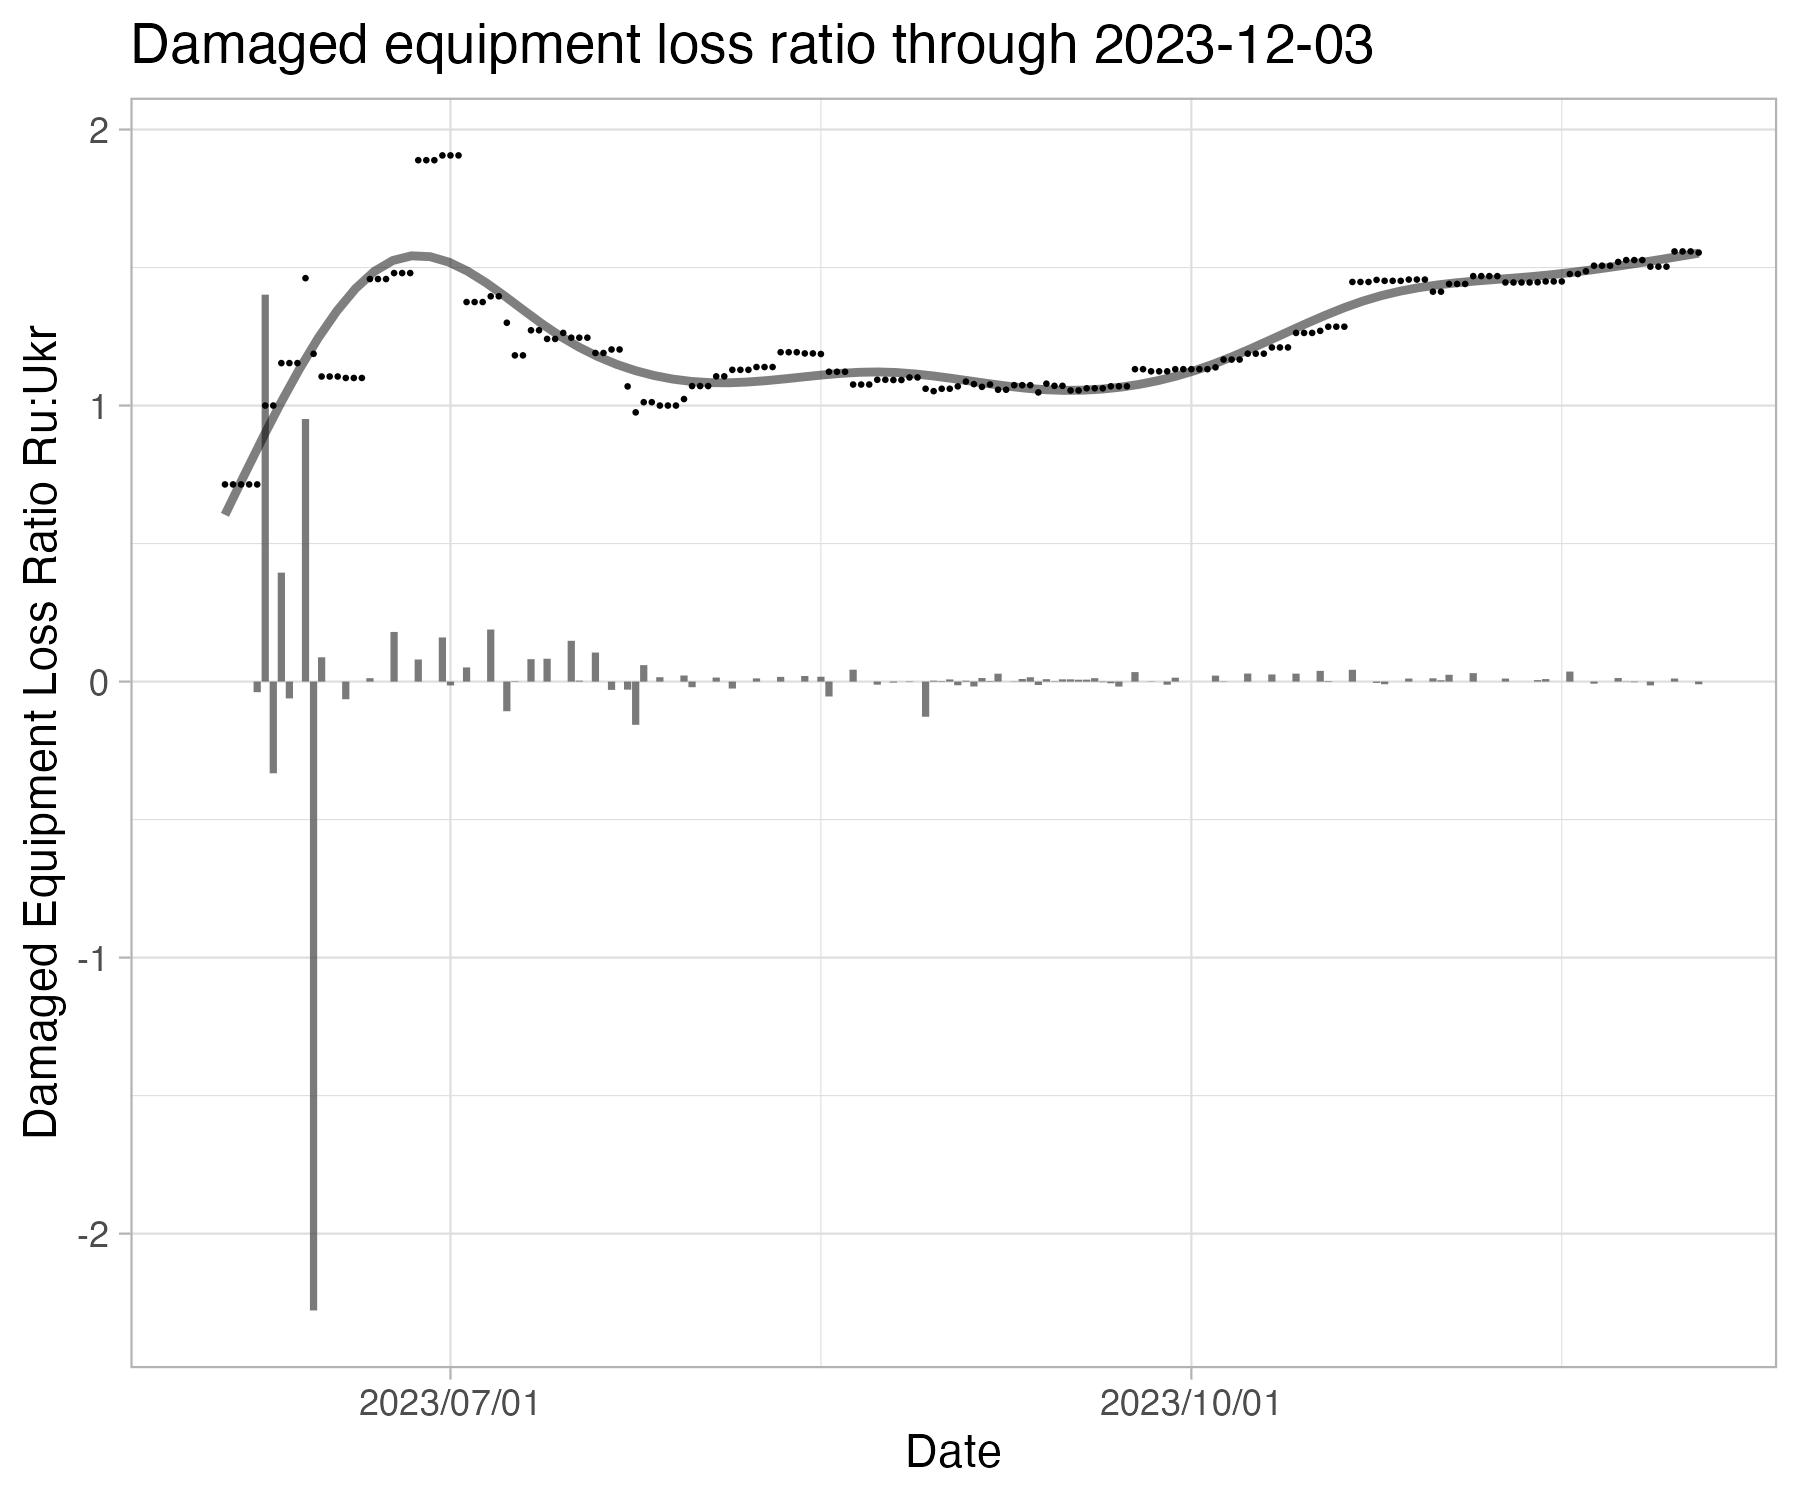 Damaged equipment loss ratio through 2023-12-03
Damaged Equipment Loss Ratio Ru:Ukr
2
1
0
-1
-2
2023/07/01
2023/10/01
Date